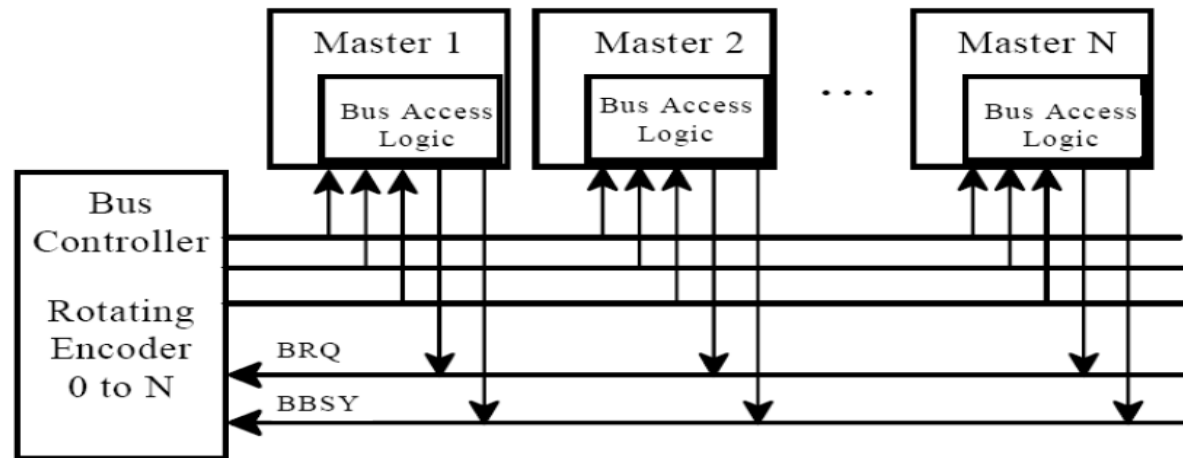 Master 1
Bus Access
Logic
Master 2
Bus Access
Logic
...
Master N
Bus Access
Logic
Bus
Controller
Rotating
Encoder
0 to N
BRQ
BBSY